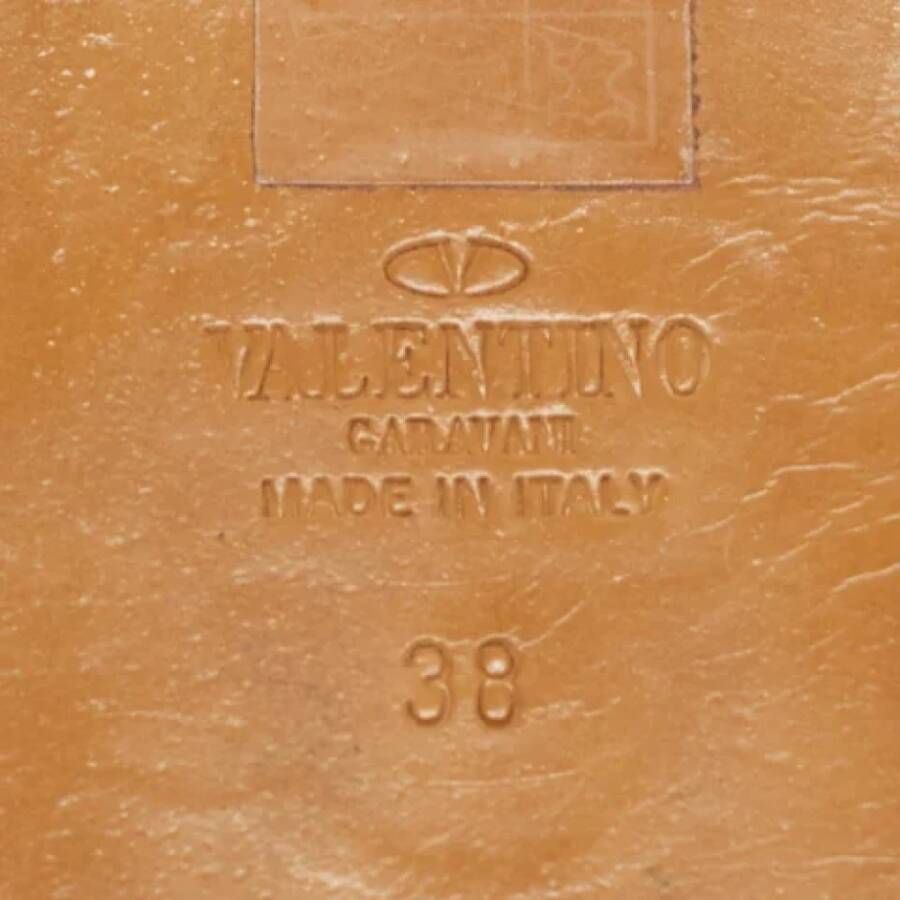 VALENTINO
GARAVANI
MADE IN ITALY
38